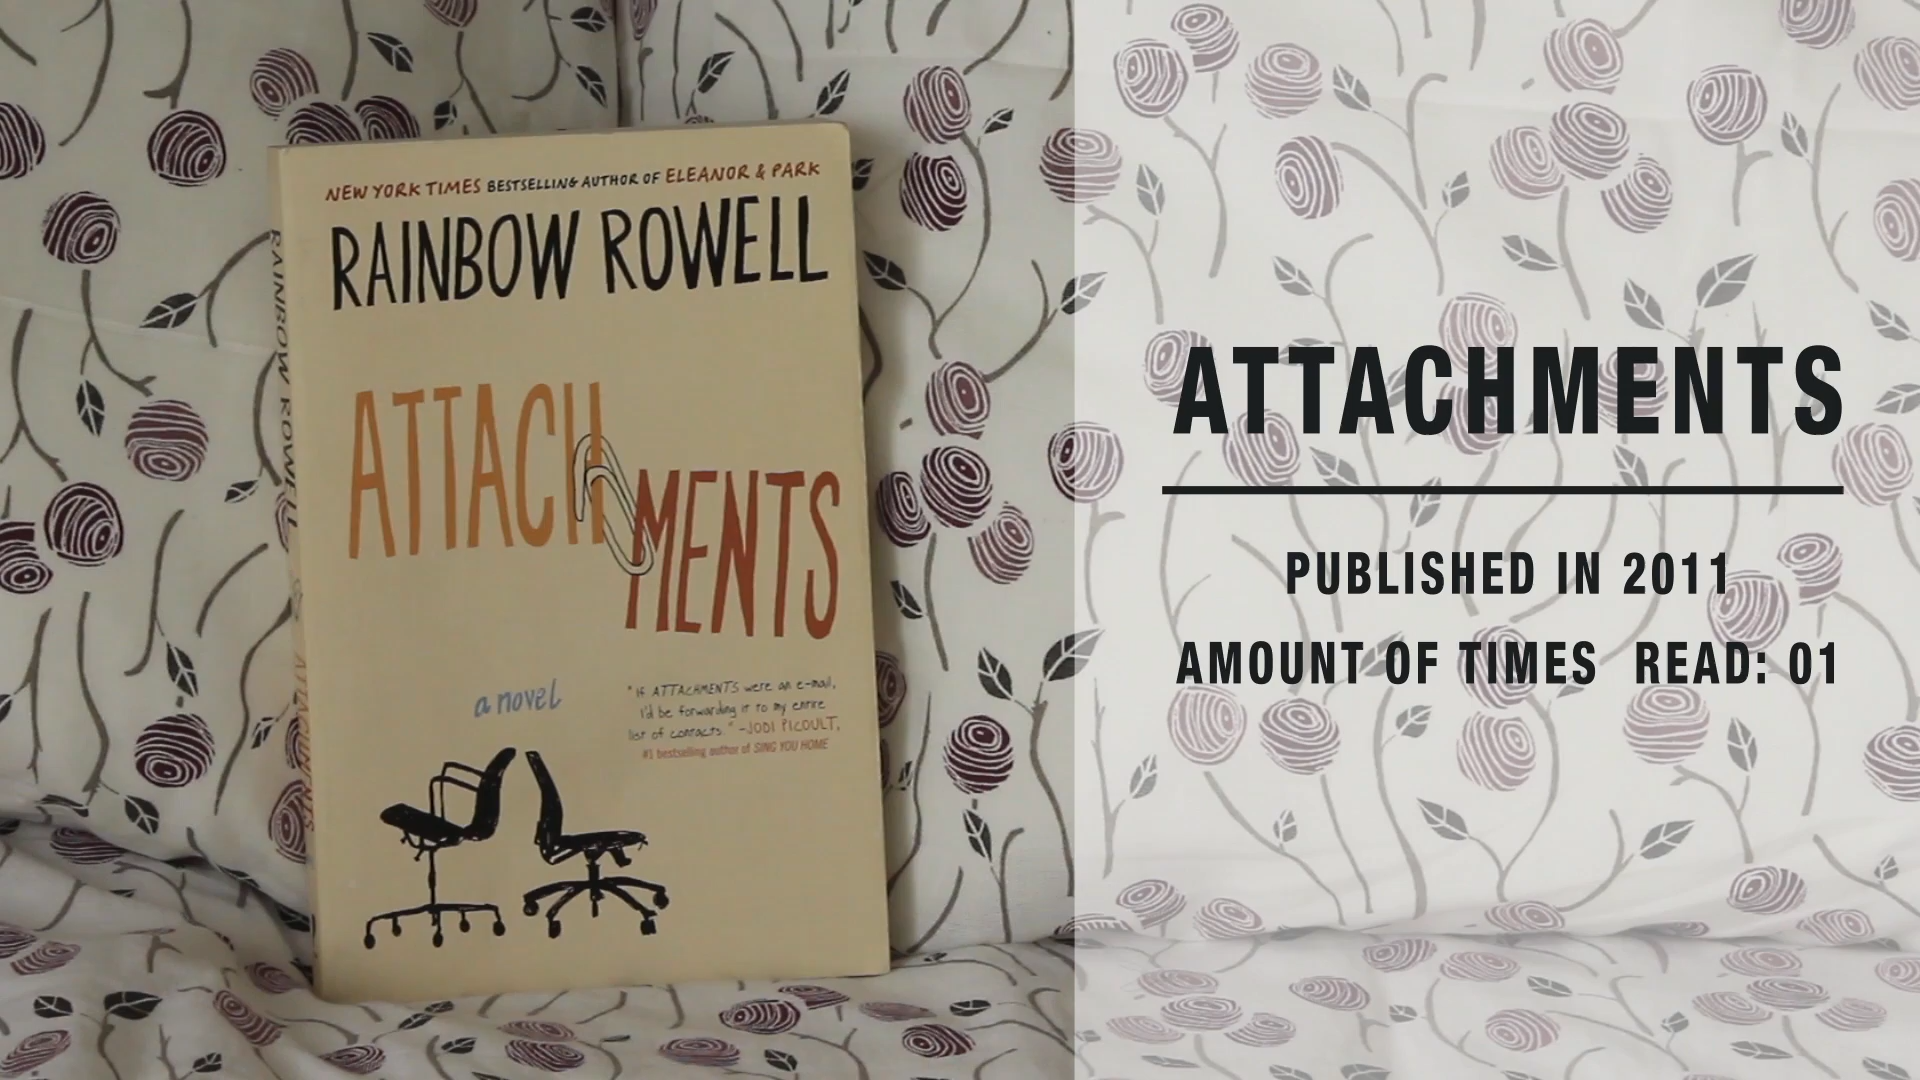 NEW YORK TIMES BESTSELLING AUTHOR OF ELEANOR & PARK
RAINBOW ROWELL
ATTACH
MENTS
a novel
"If ATTACHMENTS were an e-mail,
I'd be forwarding it to my entire
list of contacts." –JODI PICOULT,
#1 bestselling author of SING YOU HOME
RAINBOW ROWELL
ATTACHMENTS
ATTACHMENTS
PUBLISHED IN 2011
AMOUNT OF TIMES READ: 01